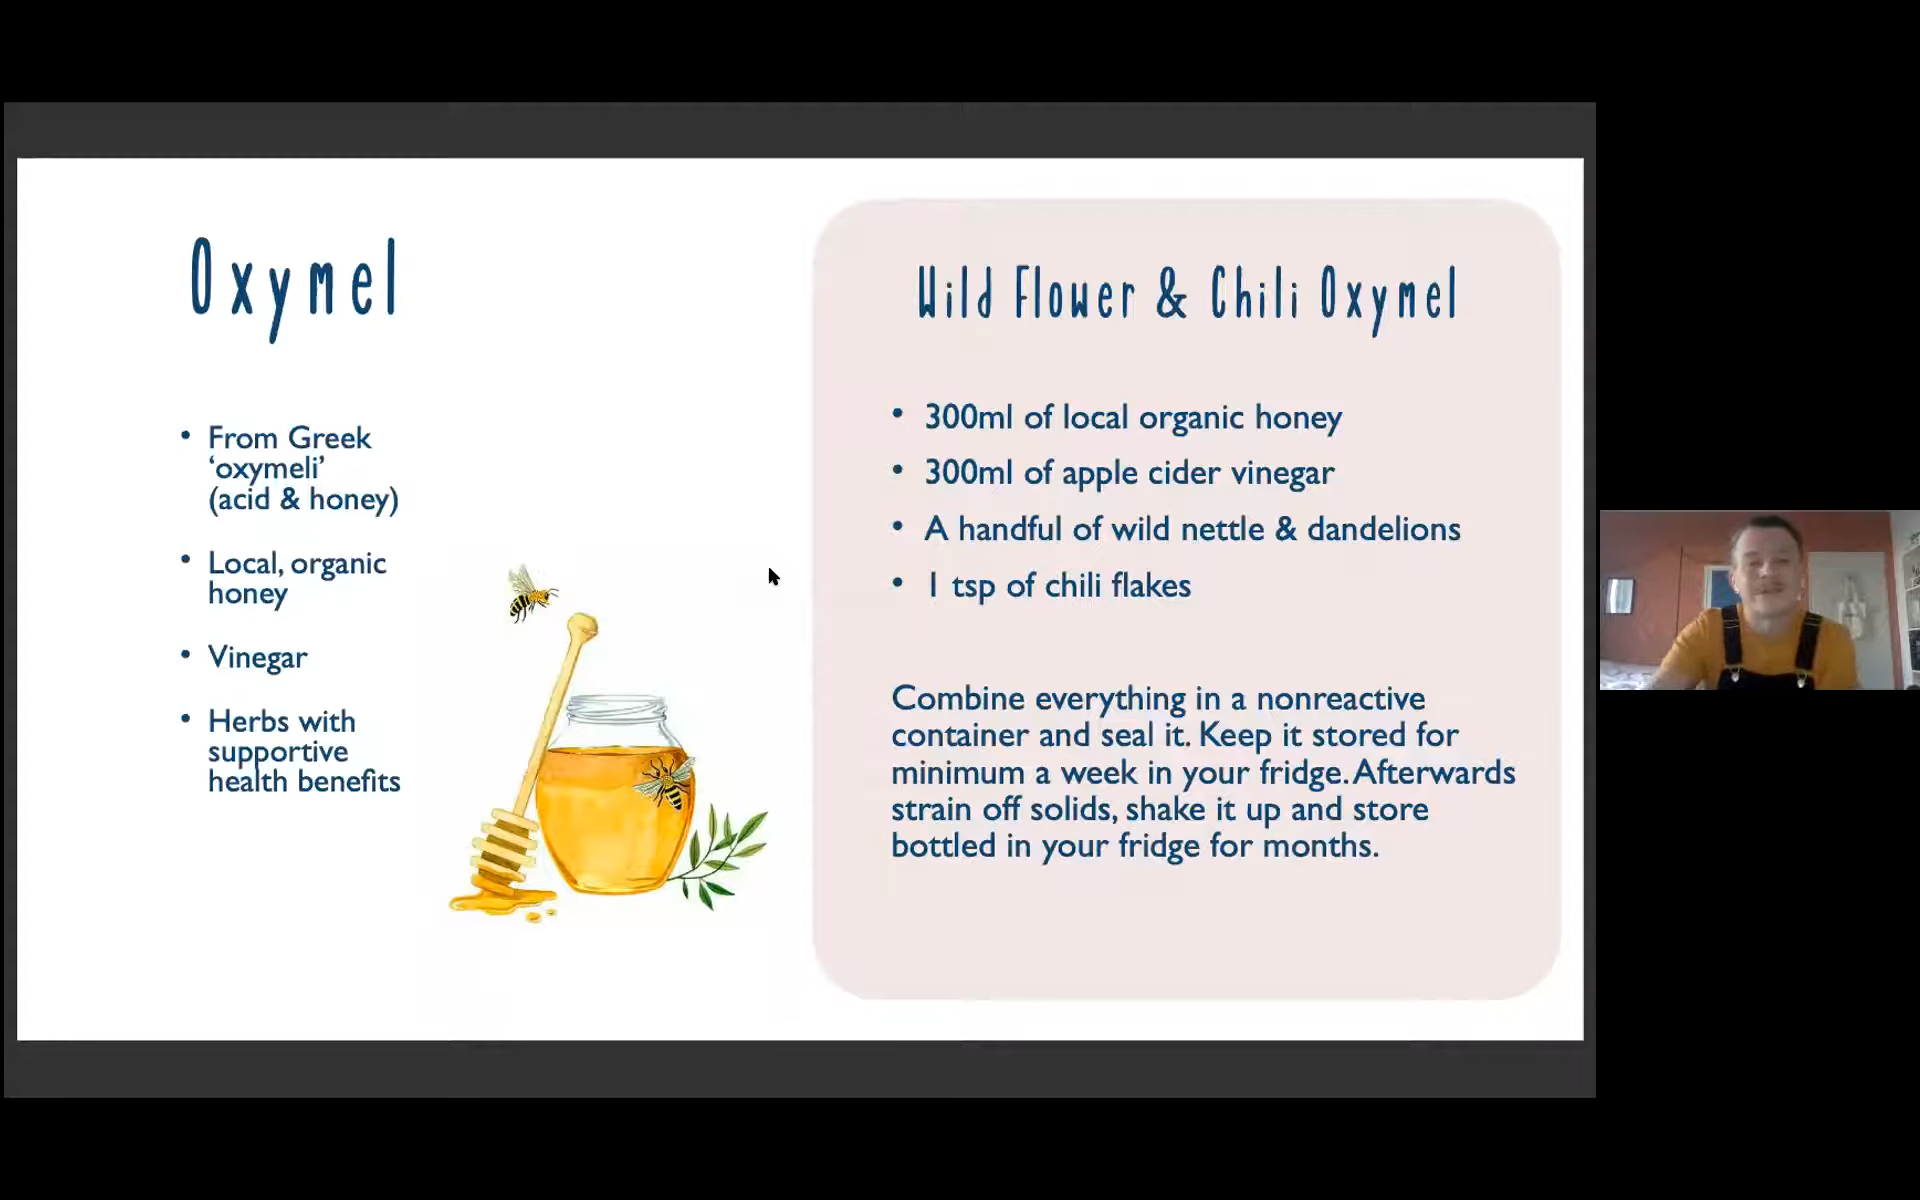 Oxymel
• From Greek
‘oxymeli’
(acid & honey)
• Local, organic
honey
• Vinegar
• Herbs with
supportive
health benefits
Wild Flower & Chili Oxymel
• 300ml of local organic honey
• 300ml of apple cider vinegar
• A handful of wild nettle & dandelions
• 1 tsp of chili flakes
Combine everything in a nonreactive
container and seal it. Keep it stored for
minimum a week in your fridge. Afterwards
strain off solids, shake it up and store
bottled in your fridge for months.